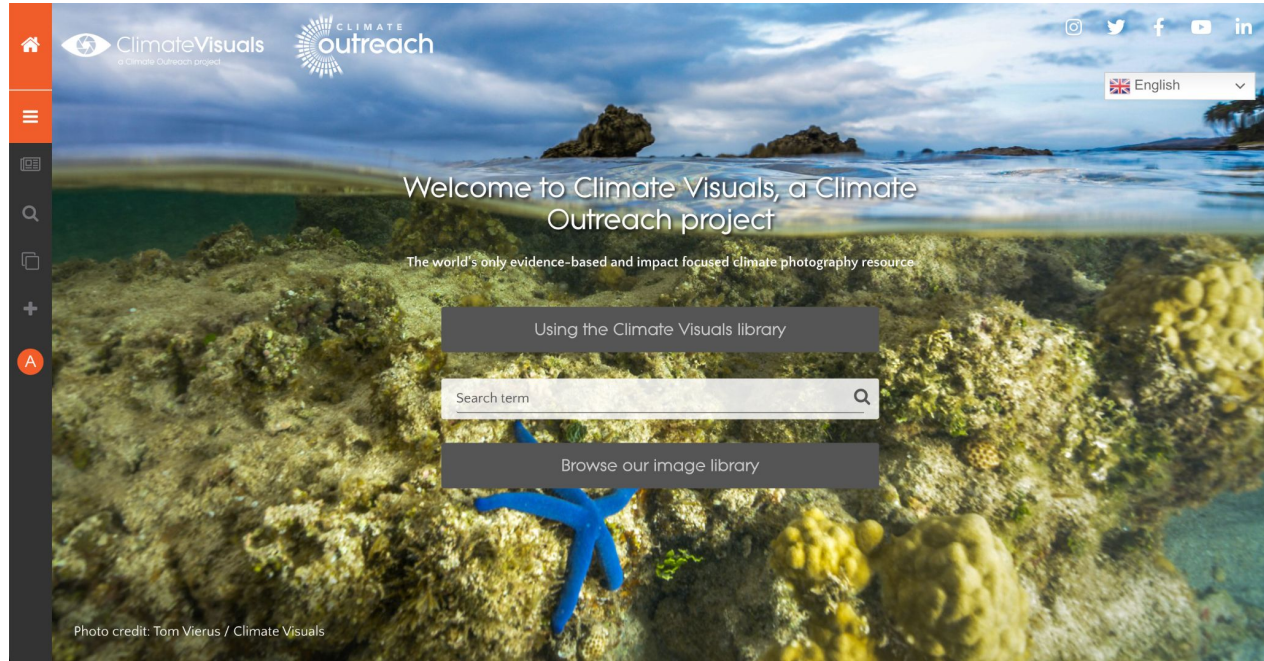 ClimateVisuals
a Climate Outreach project
CLIMATE
outreach
English
Welcome to Climate Visuals, a Climate
Outreach project
The world's only evidence-based and impact focused climate photography resource
Using the Climate Visuals library
Search term
Browse our image library
A
Photo credit: Tom Vierus / Climate Visuals